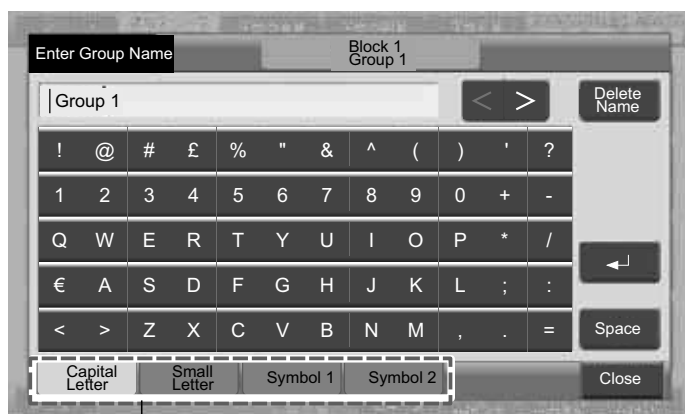 Enter Group Name
Block 1
Group 1
Group 1
< >
Delete
Name
! @ # £ % " & ^ ( ) ' ?
1 2 3 4 5 6 7 8 9 0 + -
Q W E R T Y U I O P * /
€ A S D F G H J K L ; :
< > Z X C V B N M , . =
Space
Capital
Letter
Small
Letter
Symbol 1
Symbol 2
Close